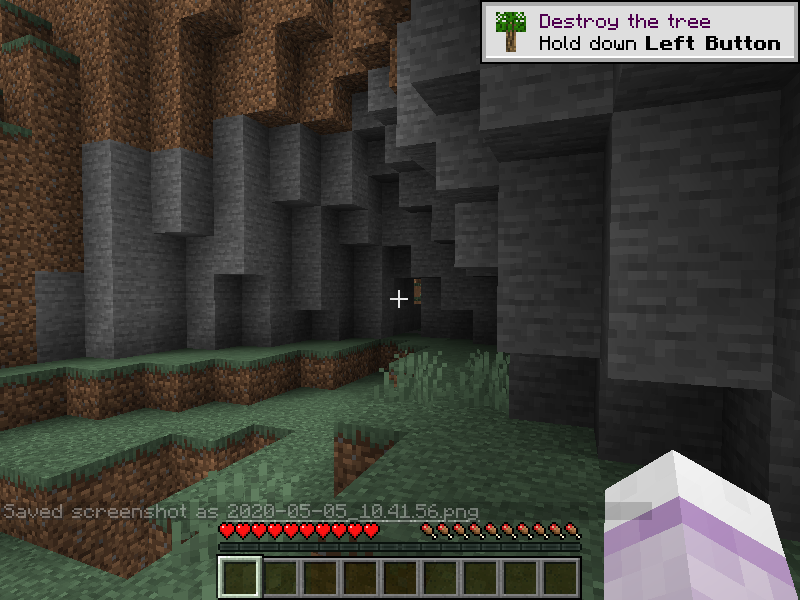 Destroy the tree
Hold down Left Button
Saved screenshot as 2020-05-05_10.41.56.png